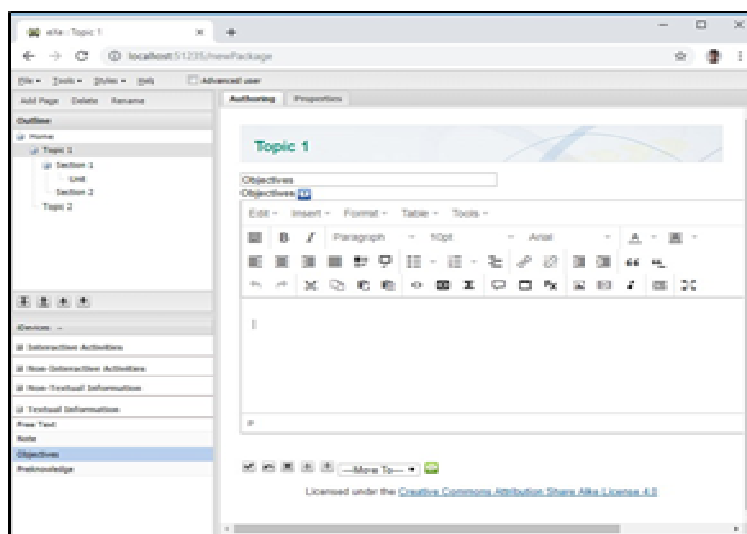 eXe : Topic 1
localhost:51235/newPackage
File Tools Styles Help Advanced user
Add Page Delete Rename
Authoring Properties
Outline
Home
Topic 1
Section 1
Unit
Section 2
Topic 2
iDevices
Interactive Activities
Non-Interactive Activities
Non-Textual Information
Textual Information
Free Text
Note
Objectives
Preknowledge
Topic 1
Objectives
Objectives
Edit Insert Format Table Tools
B I Paragraph 10pt Arial A A
---Move To---
Licensed under the Creative Commons Attribution Share Alike License 4.0